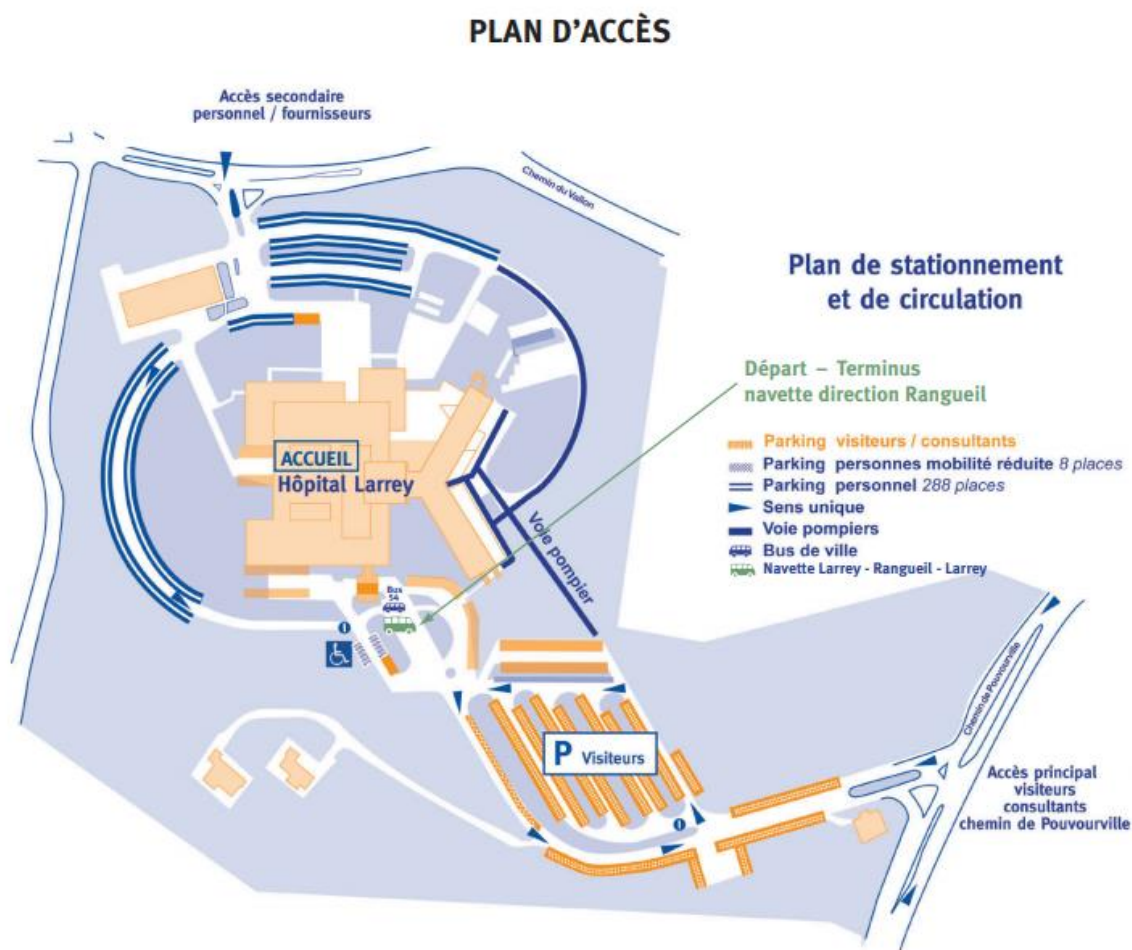 PLAN D'ACCÈS
Accès secondaire
personnel / fournisseurs
Chemin du Vallon
Plan de stationnement
et de circulation
Départ – Terminus
navette direction Rangueil
Parking visiteurs / consultants
Parking personnes mobilité réduite 8 places
Parking personnel 288 places
Sens unique
Voie pompiers
Bus de ville
Navette Larrey - Rangueil - Larrey
ACCUEIL
Hôpital Larrey
Voie pompier
Bus
54
P Visiteurs
Chemin de Pouvourville
Accès principal
visiteurs
consultants
chemin de Pouvourville